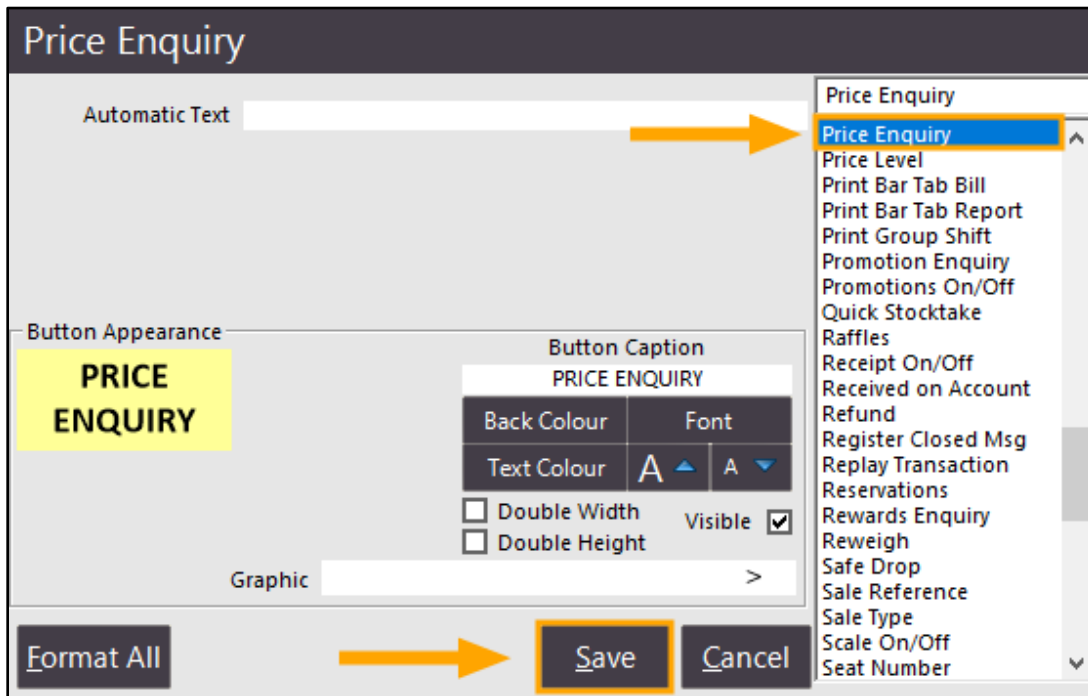 Price Enquiry
Automatic Text
Price Enquiry
Price Enquiry
Price Level
Print Bar Tab Bill
Print Bar Tab Report
Print Group Shift
Promotion Enquiry
Promotions On/Off
Quick Stocktake
Raffles
Receipt On/Off
Received on Account
Refund
Register Closed Msg
Replay Transaction
Reservations
Rewards Enquiry
Reweigh
Safe Drop
Sale Reference
Sale Type
Scale On/Off
Seat Number
Button Appearance
PRICE
ENQUIRY
Button Caption
PRICE ENQUIRY
Back Colour
Font
Text Colour
A
A
Double Width
Visible
Double Height
Graphic
>
Format All
Save
Cancel